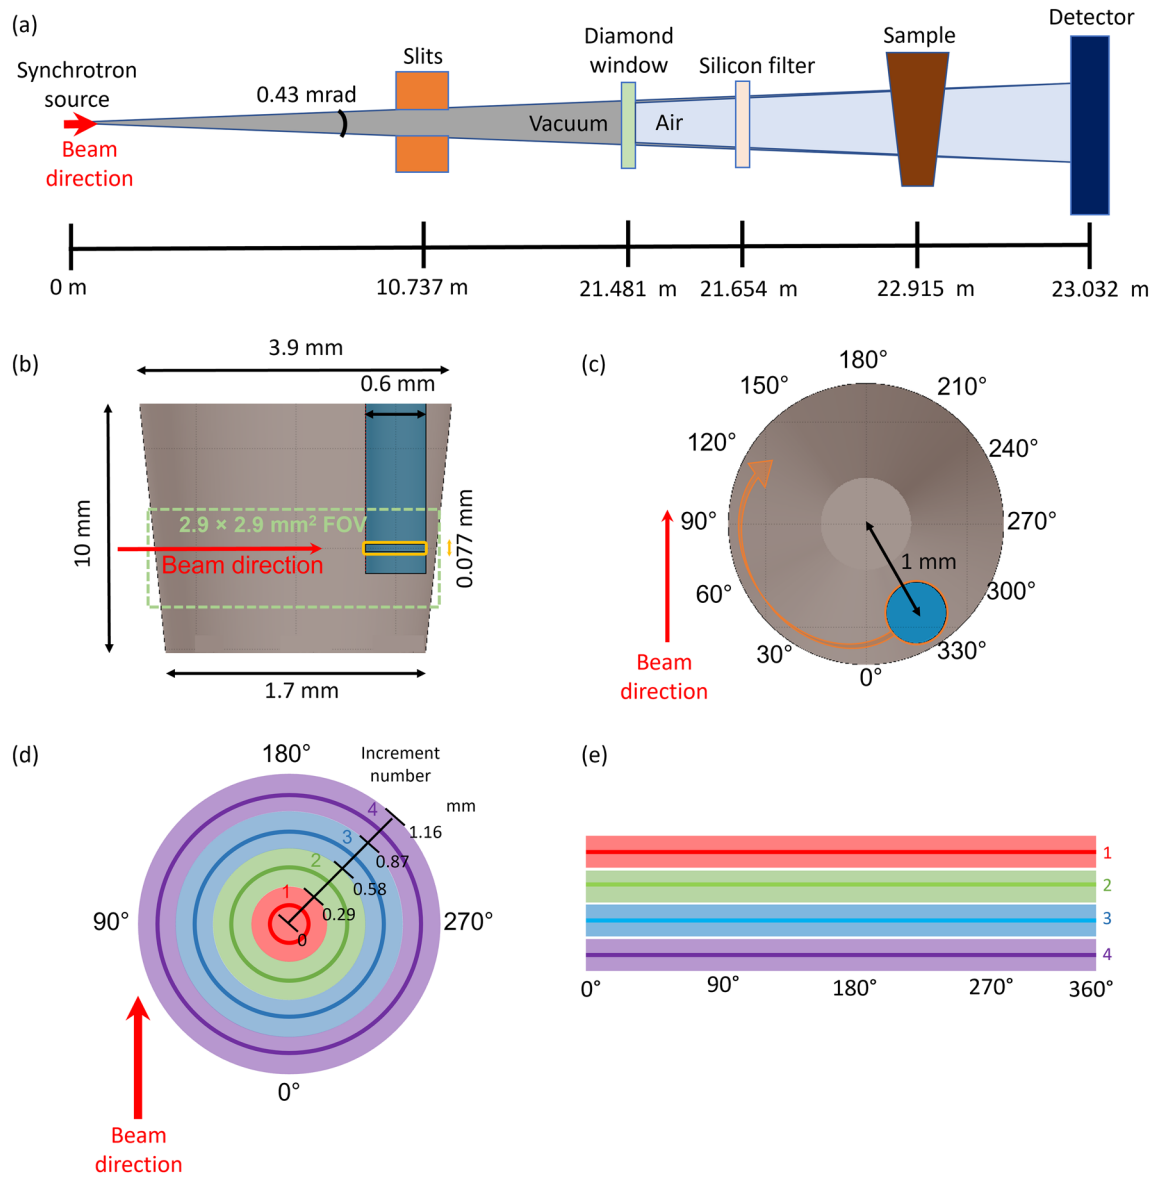 (a)
Synchrotron
source
Beam
direction
0.43 mrad
Slits
Diamond
window
Silicon filter
Sample
Detector
Vacuum
Air
0 m
10.737 m
21.481 m
21.654 m
22.915 m
23.032 m
(b)
3.9 mm
0.6 mm
10 mm
2.9 × 2.9 mm² FOV
Beam direction
0.077 mm
1.7 mm
(c)
180°
150°
210°
120°
240°
90°
270°
1 mm
60°
300°
30°
330°
0°
Beam
direction
(d)
180°
Increment
number
mm
4
1.16
3
0.87
2
0.58
1
0.29
0
90°
270°
0°
Beam
direction
(e)
1
2
3
4
0°
90°
180°
270°
360°